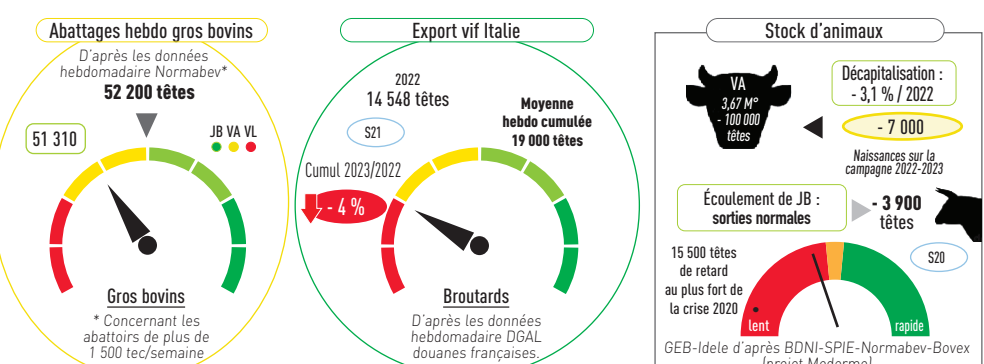 Abattages hebdo gros bovins
D'après les données
hebdomadaire Normabev*
52 200 têtes
51 310
JB VA VL
Gros bovins
* Concernant les
abattoirs de plus de
1 500 tec/semaine
Export vif Italie
2022
14 548 têtes
S21
Moyenne
hebdo cumulée
19 000 têtes
Cumul 2023/2022
- 4 %
Broutards
D'après les données
hebdomadaire DGAL
douanes françaises.
Stock d'animaux
VA
3,67 M°
- 100 000
têtes
Décapitalisation :
- 3,1 % / 2022
- 7 000
Naissances sur la
campagne 2022-2023
Écoulement de JB :
sorties normales
- 3 900
têtes
S20
15 500 têtes
de retard
au plus fort de
la crise 2020
lent
rapide
GEB-Idele d'après BDNI-SPIE-Normabev-Bovex
(projet Moderme)